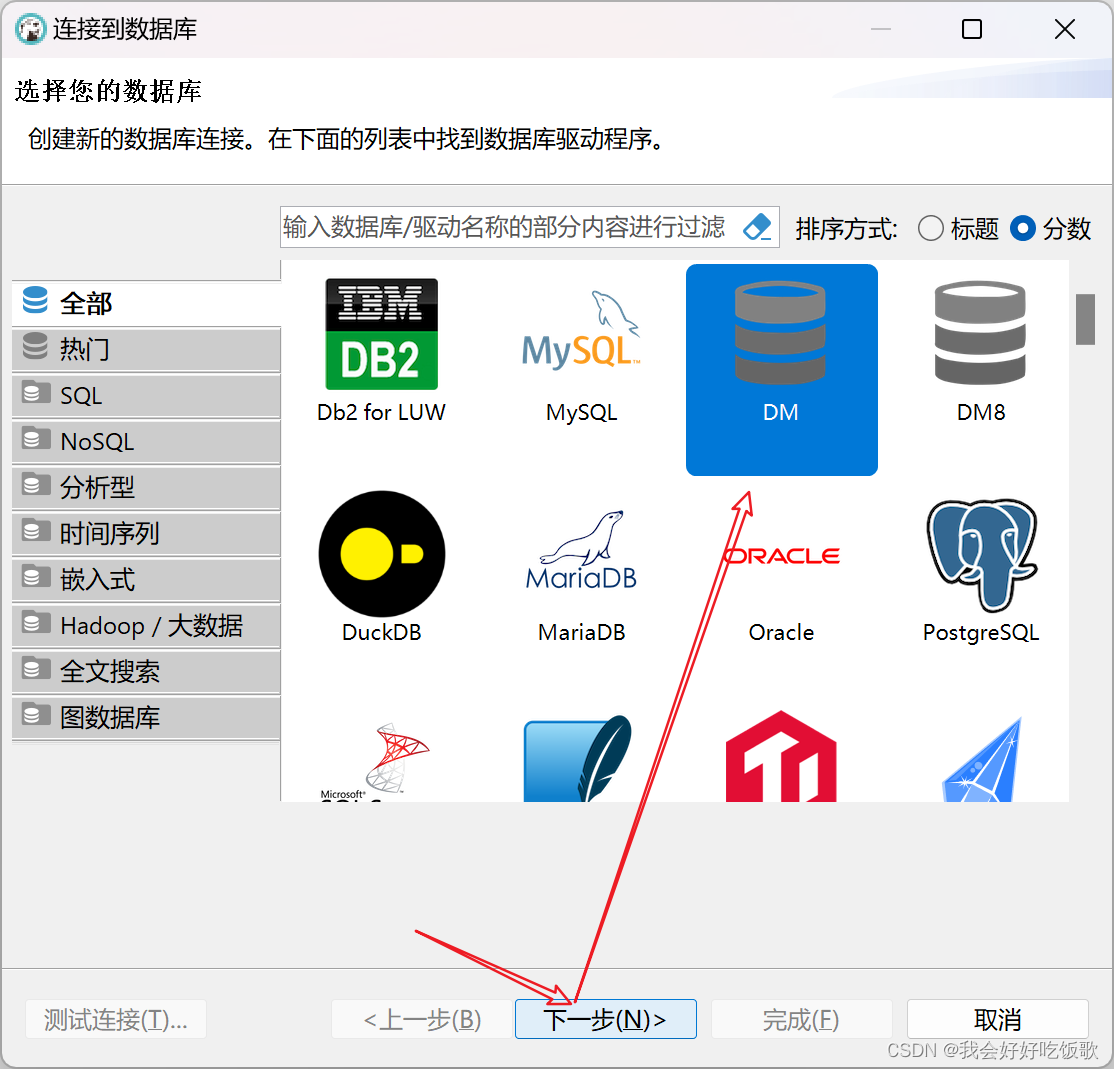 连接到数据库
选择您的数据库
创建新的数据库连接。在下面的列表中找到数据库驱动程序。
输入数据库/驱动名称的部分内容进行过滤
排序方式: 标题 分数
全部
热门
SQL
NoSQL
分析型
时间序列
嵌入式
Hadoop / 大数据
全文搜索
图数据库
IBM
DB2
Db2 for LUW
MySQL™
MySQL
DM
DM8
DuckDB
MariaDB
MariaDB
ORACLE
Oracle
PostgreSQL
Microsoft®
测试连接(T)...
<上一步(B)
下一步(N)>
完成(F)
取消
CSDN @我会好好吃饭歌